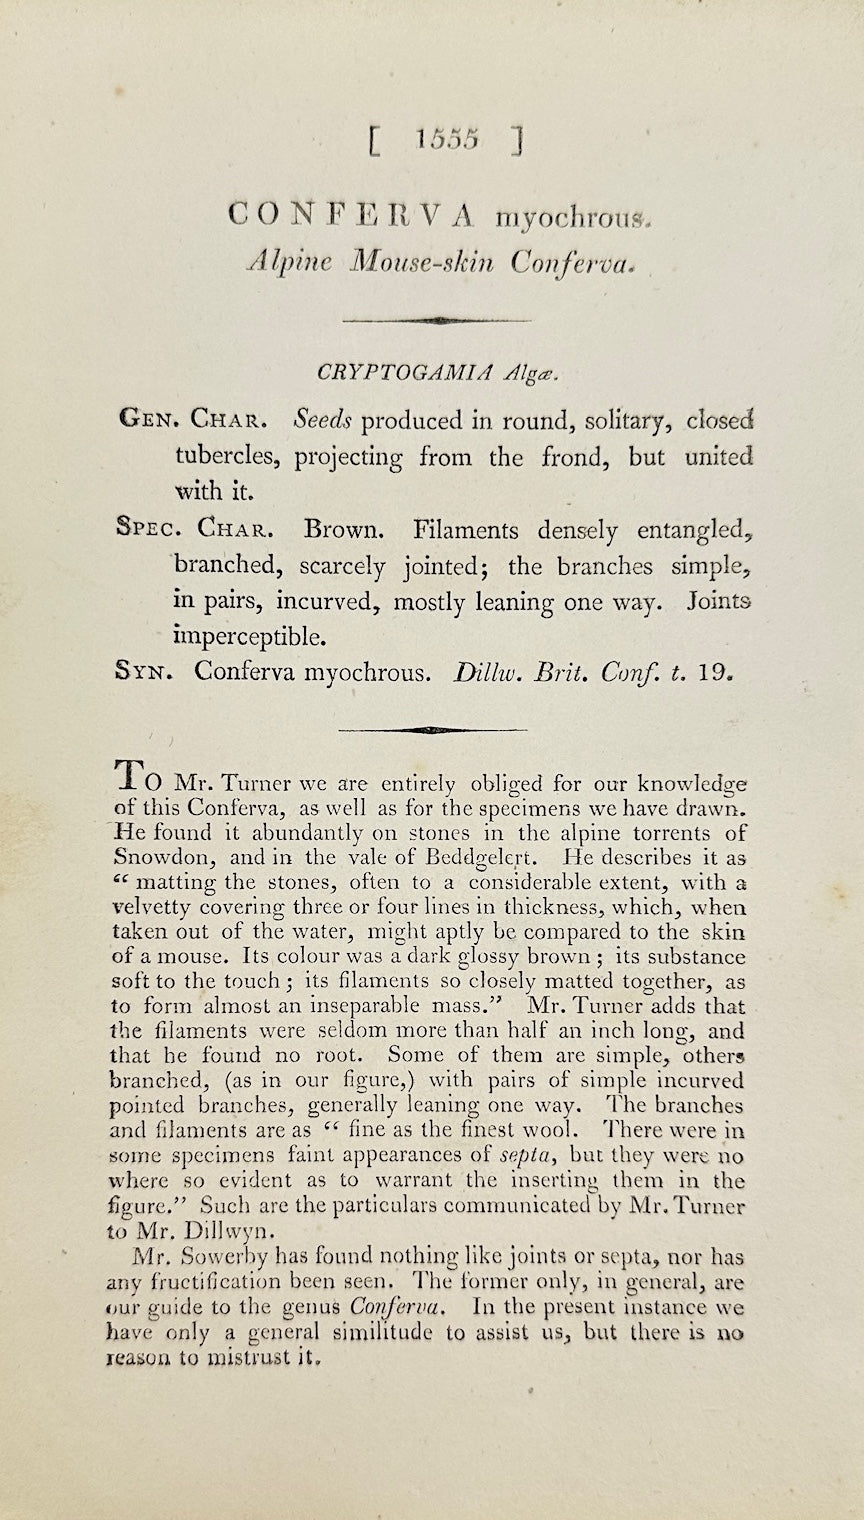 [ 1555 ]
CONFERVA myochrous.
Alpine Mouse-skin Conferva.
CRYPTOGAMIA Algæ.
GEN. CHAR. Seeds produced in round, solitary, closed
tubercles, projecting from the frond, but united
with it.
SPEC. CHAR. Brown. Filaments densely entangled,
branched, scarcely jointed; the branches simple,
in pairs, incurved, mostly leaning one way. Joints
imperceptible.
SYN. Conferva myochrous. Dillw. Brit. Conf. t. 19.
TO Mr. Turner we are entirely obliged for our knowledge
of this Conferva, as well as for the specimens we have drawn.
He found it abundantly on stones in the alpine torrents of
Snowdon, and in the vale of Beddgelert. He describes it as
“ matting the stones, often to a considerable extent, with a
velvetty covering three or four lines in thickness, which, when
taken out of the water, might aptly be compared to the skin
of a mouse. Its colour was a dark glossy brown ; its substance
soft to the touch ; its filaments so closely matted together, as
to form almost an inseparable mass.” Mr. Turner adds that
the filaments were seldom more than half an inch long, and
that he found no root. Some of them are simple, others
branched, (as in our figure,) with pairs of simple incurved
pointed branches, generally leaning one way. The branches
and filaments are as “ fine as the finest wool. There were in
some specimens faint appearances of septa, but they were no
where so evident as to warrant the inserting them in the
figure.” Such are the particulars communicated by Mr. Turner
to Mr. Dillwyn.
Mr. Sowerby has found nothing like joints or septa, nor has
any fructification been seen. The former only, in general, are
our guide to the genus Conferva. In the present instance we
have only a general similitude to assist us, but there is no
reason to mistrust it.